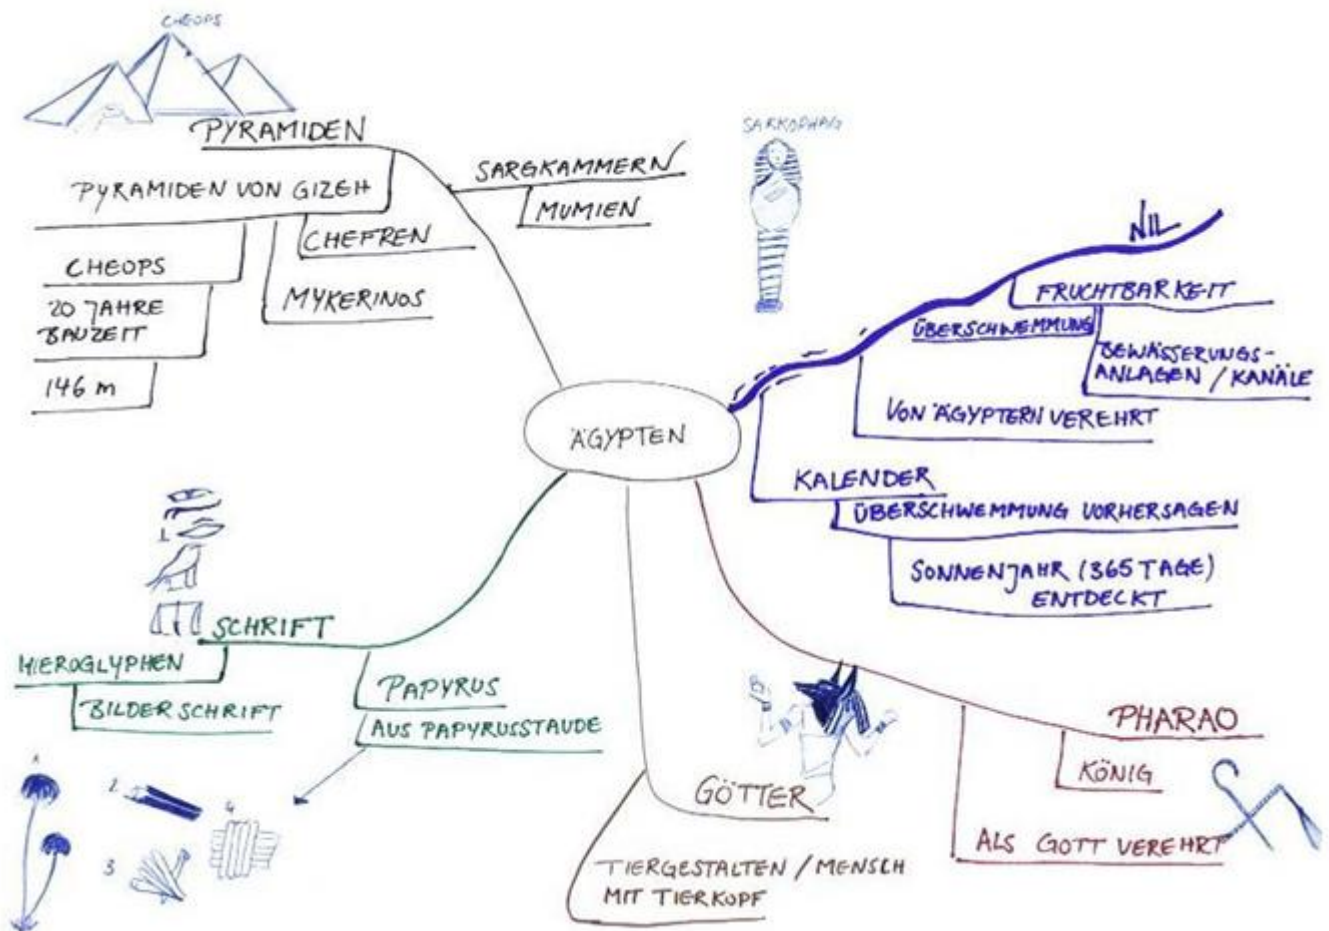 CHEOPS
PYRAMIDEN
PYRAMIDEN VON GIZEH
CHEOPS
20 JAHRE
BAUZEIT
146 m
CHEFREN
MYKERINOS
SARGKAMMERN
MUMIEN
SARKOPHAG
NIL
FRUCHTBARKEIT
ÜBERSCHWEMMUNG
BEWÄSSERUNGS-
ANLAGEN / KANÄLE
VON ÄGYPTERN VEREHRT
KALENDER
ÜBERSCHWEMMUNG VORHERSAGEN
SONNENJAHR (365 TAGE)
ENTDECKT
ÄGYPTEN
SCHRIFT
HIEROGLYPHEN
BILDERSCHRIFT
PAPYRUS
AUS PAPYRUSSTAUDE
1
2
3
4
GÖTTER
TIERGESTALTEN / MENSCH
MIT TIERKOPF
PHARAO
KÖNIG
ALS GOTT VEREHRT